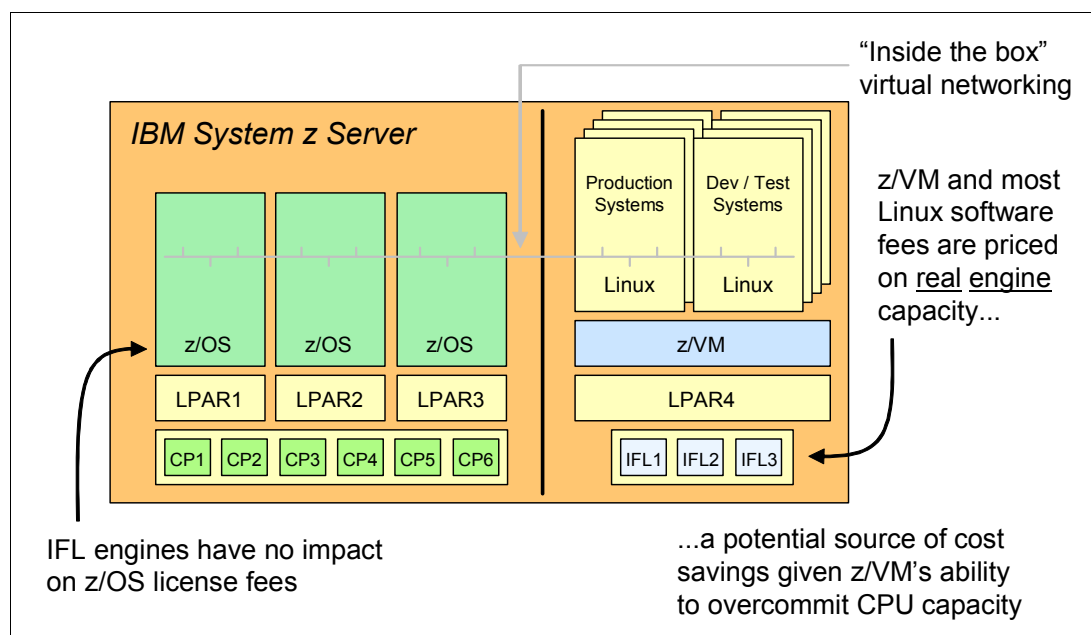 “Inside the box”
virtual networking
IBM System z Server
Production
Systems
Dev / Test
Systems
Linux
Linux
z/VM and most
Linux software
fees are priced
on real engine
capacity...
z/OS
z/OS
z/OS
z/VM
LPAR1
LPAR2
LPAR3
LPAR4
CP1
CP2
CP3
CP4
CP5
CP6
IFL1
IFL2
IFL3
IFL engines have no impact
on z/OS license fees
...a potential source of cost
savings given z/VM’s ability
to overcommit CPU capacity